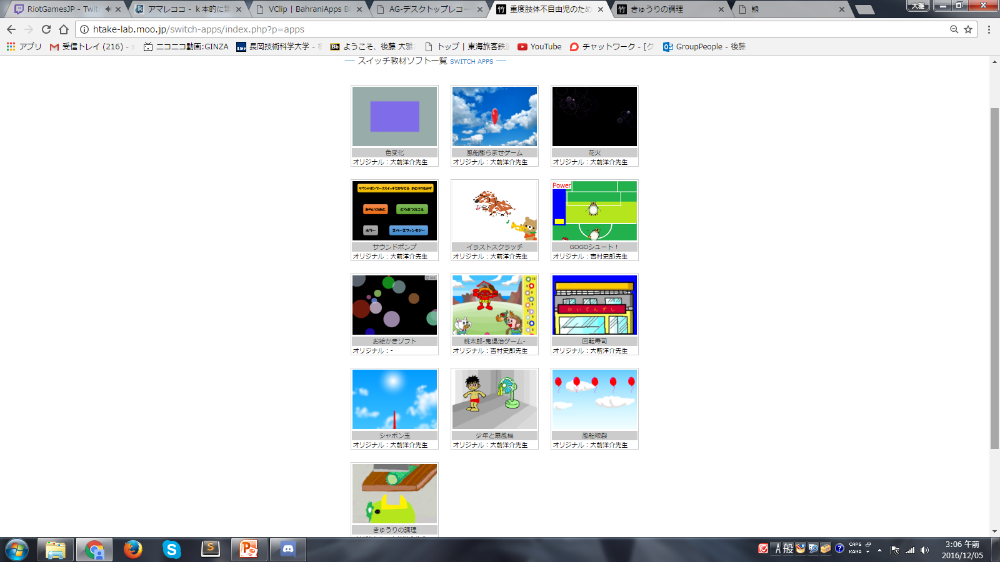 RiotGamesJP - Twit
アマレココ - k 本的に無
VClip | BahraniApps Bl
AG-デスクトップレコー
重度肢体不自由児のため
きゅうりの調理
熊
大雅
htake-lab.moo.jp/switch-apps/index.php?p=apps
アプリ
受信トレイ (216) - s
ニコニコ動画:GINZA
長岡技術科学大学 -
Bb ようこそ、後藤 大雅
トップ | 東海旅客鉄道
YouTube
チャットワーク - [グ
GroupPeople - 後藤
スイッチ教材ソフト一覧 SWITCH APPS
色変化
オリジナル：大前洋介先生
風船膨らませゲーム
オリジナル：大前洋介先生
花火
オリジナル：大前洋介先生
サウンドポンプー！スイッチでかなでる おとのわきみず
みらいのおと
どうぶつのこえ
ホラー
スペースファンタジー
サウンドポンプ
オリジナル：大前洋介先生
イラストスクラッチ
オリジナル：大前洋介先生
Power
GOGOシュート！
オリジナル：吉村史郎先生
お絵かきソフト
オリジナル：-
桃太郎-鬼退治ゲーム-
オリジナル：吉村史郎先生
かいてんずし
回転寿司
オリジナル：大前洋介先生
シャボン玉
オリジナル：大前洋介先生
少年と扇風機
オリジナル：大前洋介先生
風船破裂
オリジナル：大前洋介先生
きゅうりの調理
A 般
CAPS
KANA
3:06 午前
2016/12/05